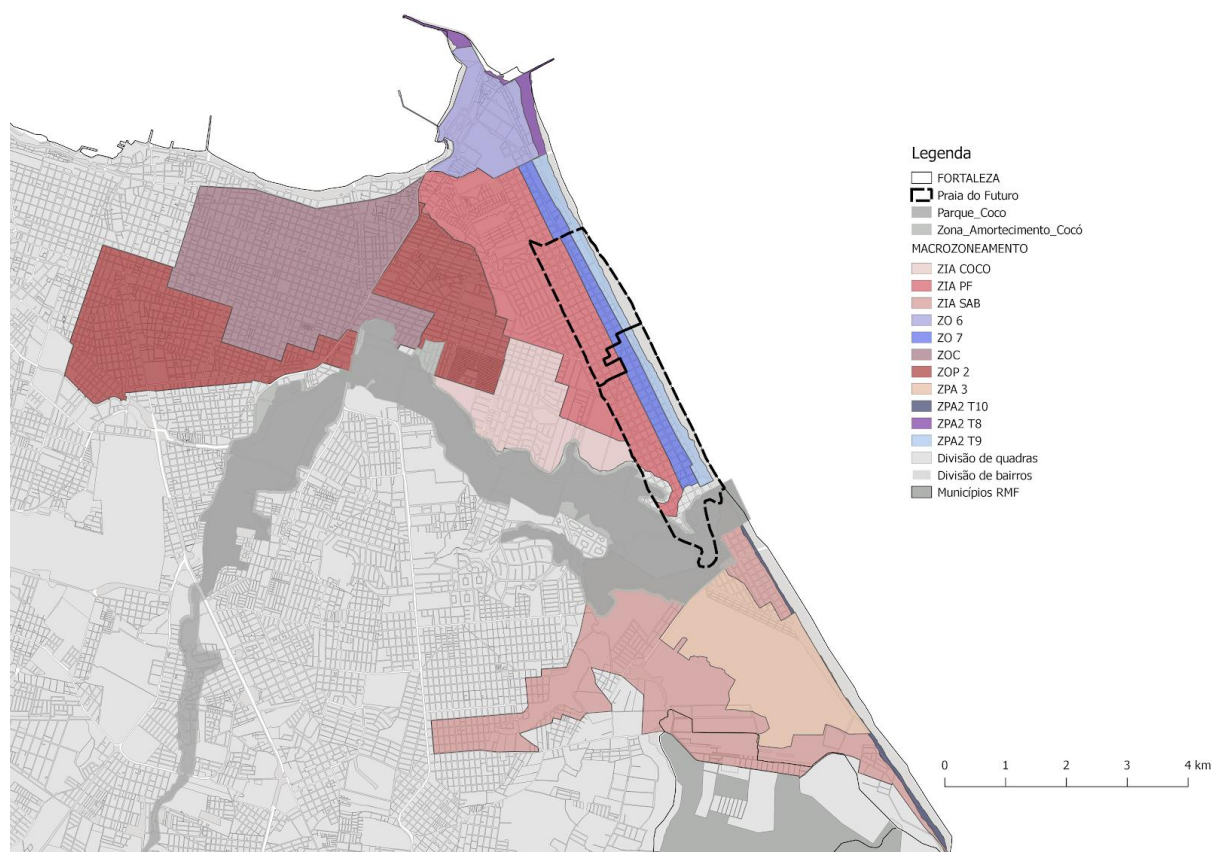 Legenda
FORTALEZA
Praia do Futuro
Parque_Coco
Zona_Amortecimento_Cocó
MACROZONEAMENTO
ZIA COCO
ZIA PF
ZIA SAB
ZO 6
ZO 7
ZOC
ZOP 2
ZPA 3
ZPA2 T10
ZPA2 T8
ZPA2 T9
Divisão de quadras
Divisão de bairros
Municípios RMF
0 1 2 3 4 km